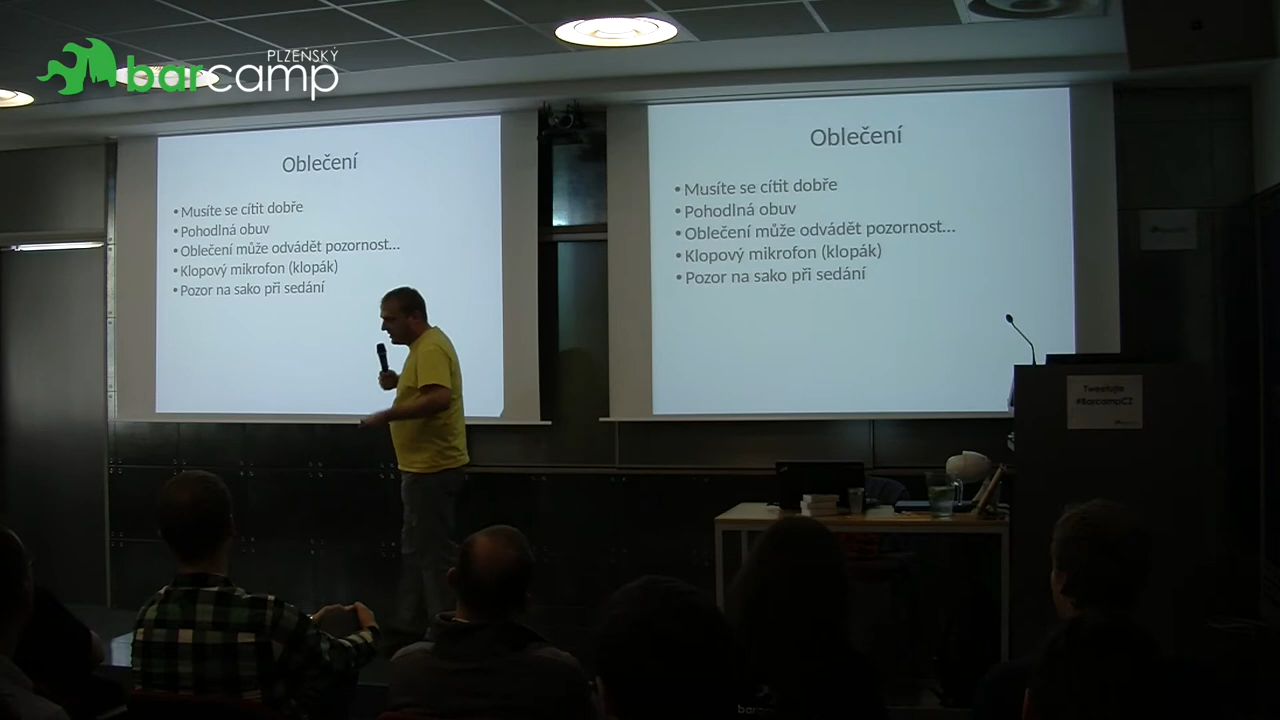 PLZEŇSKÝ
barcamp
Oblečení
• Musíte se cítit dobře
• Pohodlná obuv
• Oblečení může odvádět pozornost...
• Klopový mikrofon (klopák)
• Pozor na sako při sedání
Oblečení
• Musíte se cítit dobře
• Pohodlná obuv
• Oblečení může odvádět pozornost...
• Klopový mikrofon (klopák)
• Pozor na sako při sedání
Tweetujte
#BarcampCZ